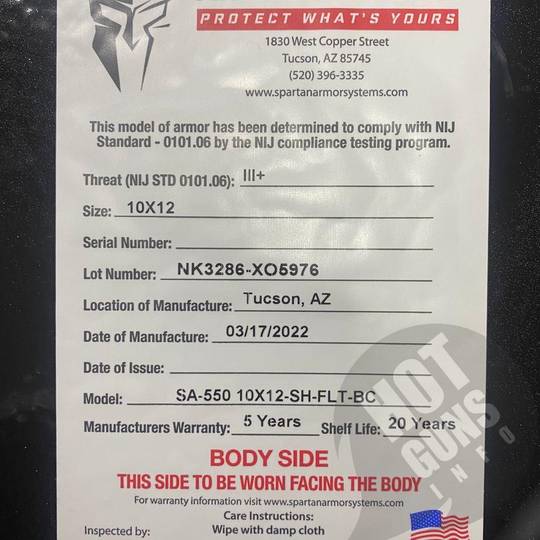 PROTECT WHAT'S YOURS
1830 West Copper Street
Tucson, AZ 85745
(520) 396-3335
www.spartanarmorsystems.com
This model of armor has been determined to comply with NIJ
Standard - 0101.06 by the NIJ compliance testing program.
Threat (NIJ STD 0101.06): III+
Size: 10X12
Serial Number:
Lot Number: NK3286-XO5976
Location of Manufacture: Tucson, AZ
Date of Manufacture: 03/17/2022
Date of Issue:
Model: SA-550 10X12-SH-FLT-BC
Manufacturers Warranty: 5 Years Shelf Life: 20 Years
HOT
GUNS
INFO
BODY SIDE
THIS SIDE TO BE WORN FACING THE BODY
For warranty information visit www.spartanarmorsystems.com
Care Instructions:
Inspected by: Wipe with damp cloth